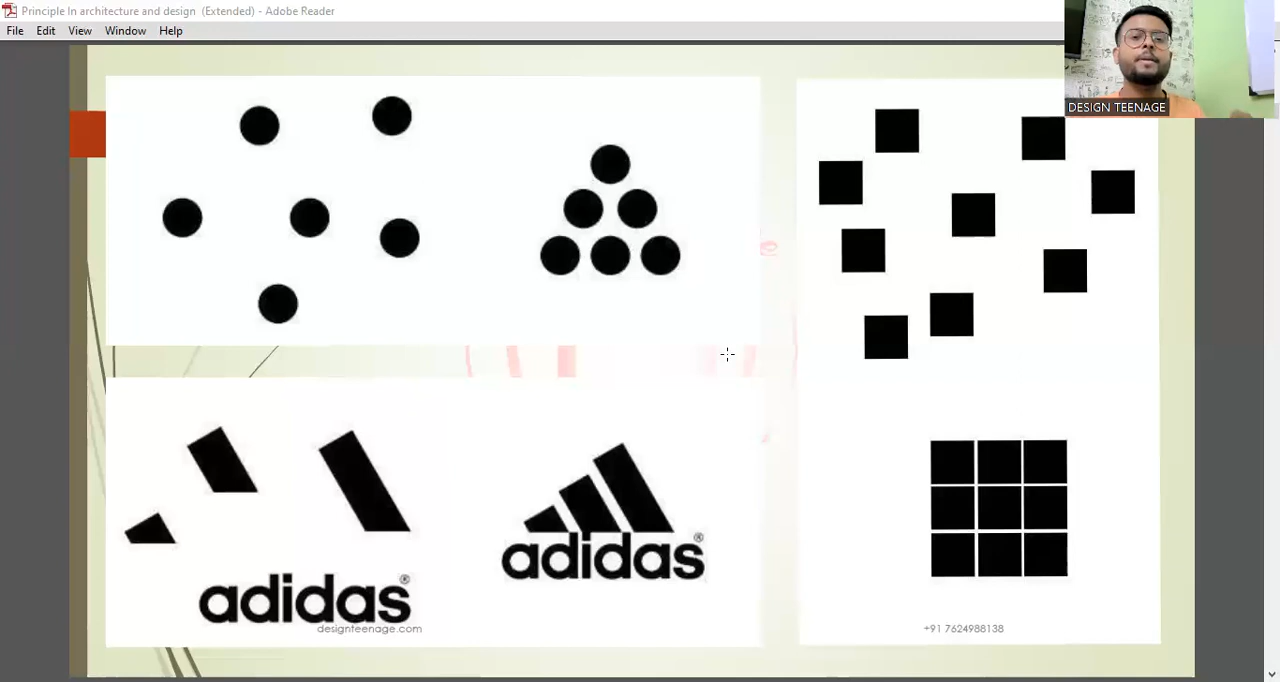 Principle In architecture and design (Extended) - Adobe Reader
File Edit View Window Help
DESIGN TEENAGE
adidas®
designteenage.com
adidas®
+91 7624988138